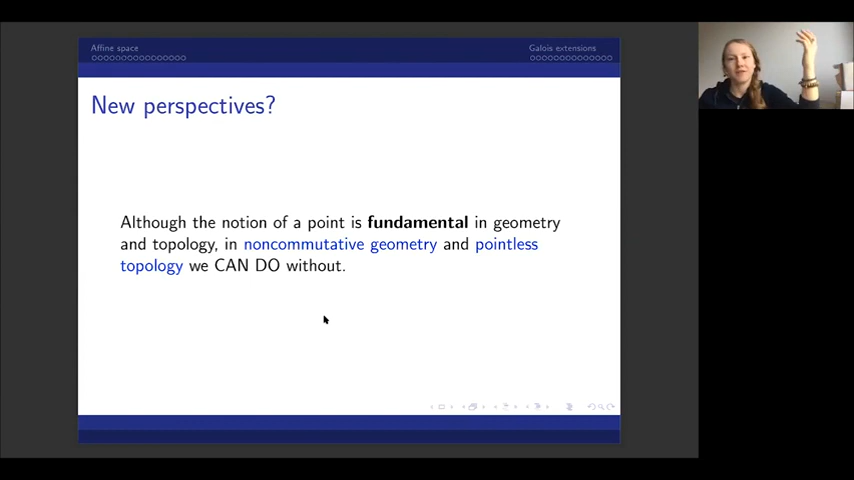 Affine space
Galois extensions
New perspectives?
Although the notion of a point is fundamental in geometry
and topology, in noncommutative geometry and pointless
topology we CAN DO without.